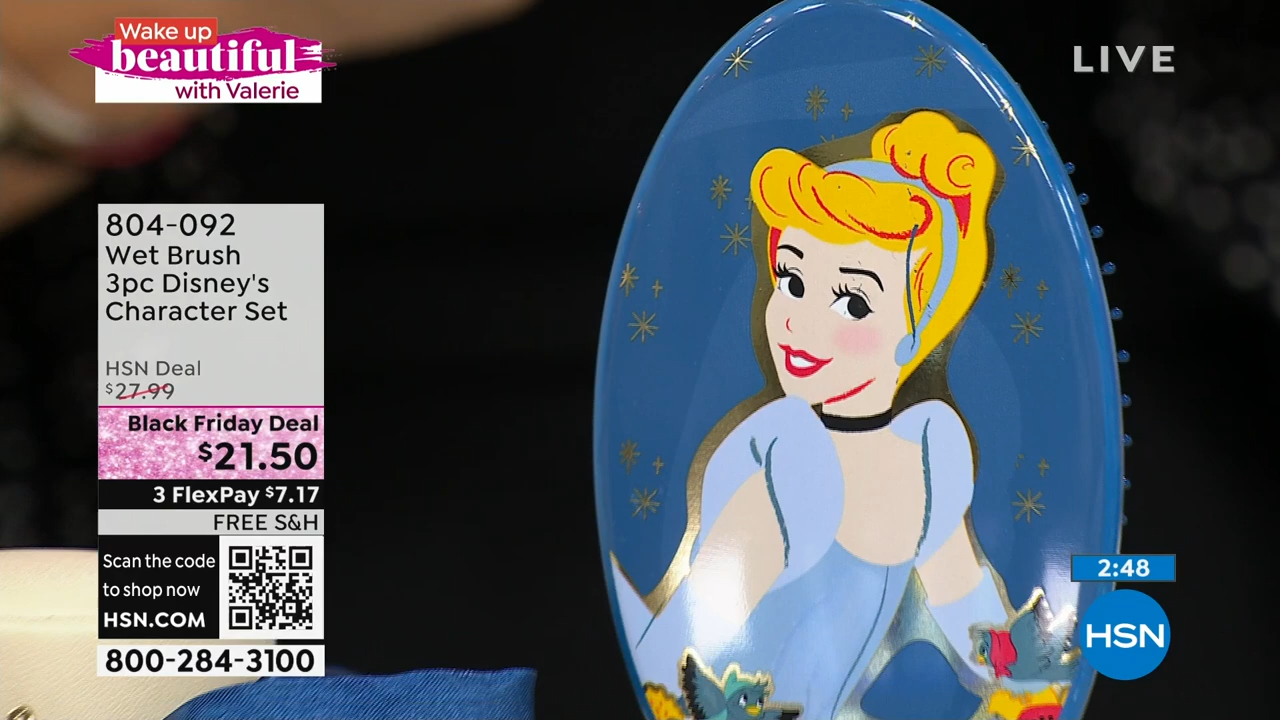 Wake up
beautiful
with Valerie
LIVE
804-092
Wet Brush
3pc Disney's
Character Set
HSN Deal
$27.99
Black Friday Deal
$21.50
3 FlexPay $7.17
FREE S&H
Scan the code
to shop now
HSN.COM
800-284-3100
2:48
HSN